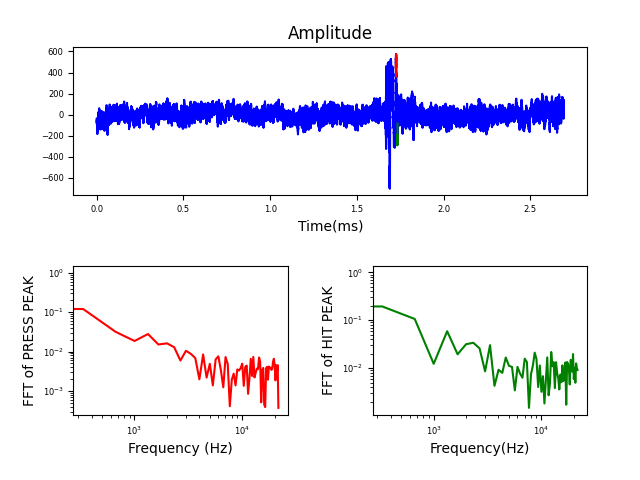 Amplitude
600
400
200
0
−200
−400
−600
0.0 0.5 1.0 1.5 2.0 2.5
Time(ms)
FFT of PRESS PEAK
10⁰
10⁻¹
10⁻²
10⁻³
10³ 10⁴
Frequency (Hz)
FFT of HIT PEAK
10⁰
10⁻¹
10⁻²
10³ 10⁴
Frequency(Hz)